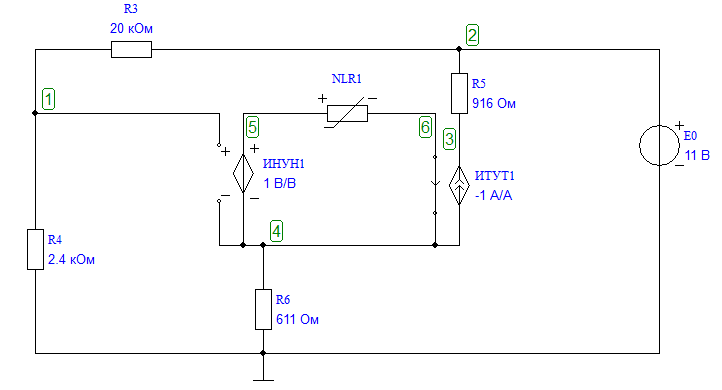 R3
20 кОм
2
NLR1
R5
916 Ом
1
+
−
5
6
3
+
+
ИНУН1
1 В/В
−
−
ИТУТ1
-1 А/А
+
E0
11 В
−
4
R4
2.4 кОм
R6
611 Ом